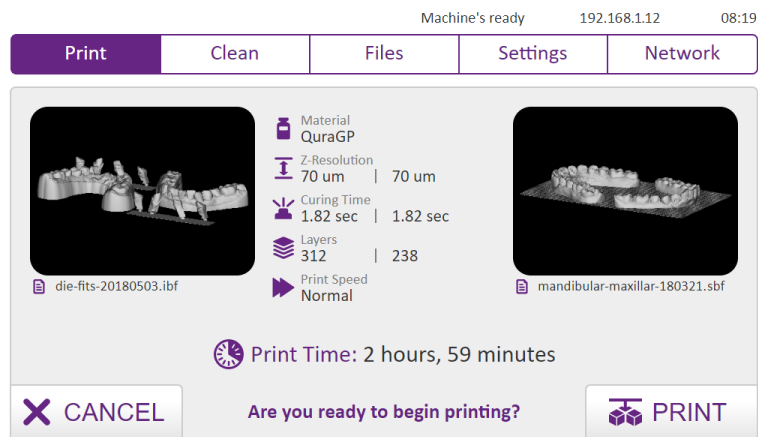 Machine's ready 192.168.1.12 08:19
Print Clean Files Settings Network
Material
QuraGP
Z-Resolution
70 um | 70 um
Curing Time
1.82 sec | 1.82 sec
Layers
312 | 238
Print Speed
Normal
die-fits-20180503.ibf
mandibular-maxillar-180321.sbf
Print Time: 2 hours, 59 minutes
CANCEL
Are you ready to begin printing?
PRINT